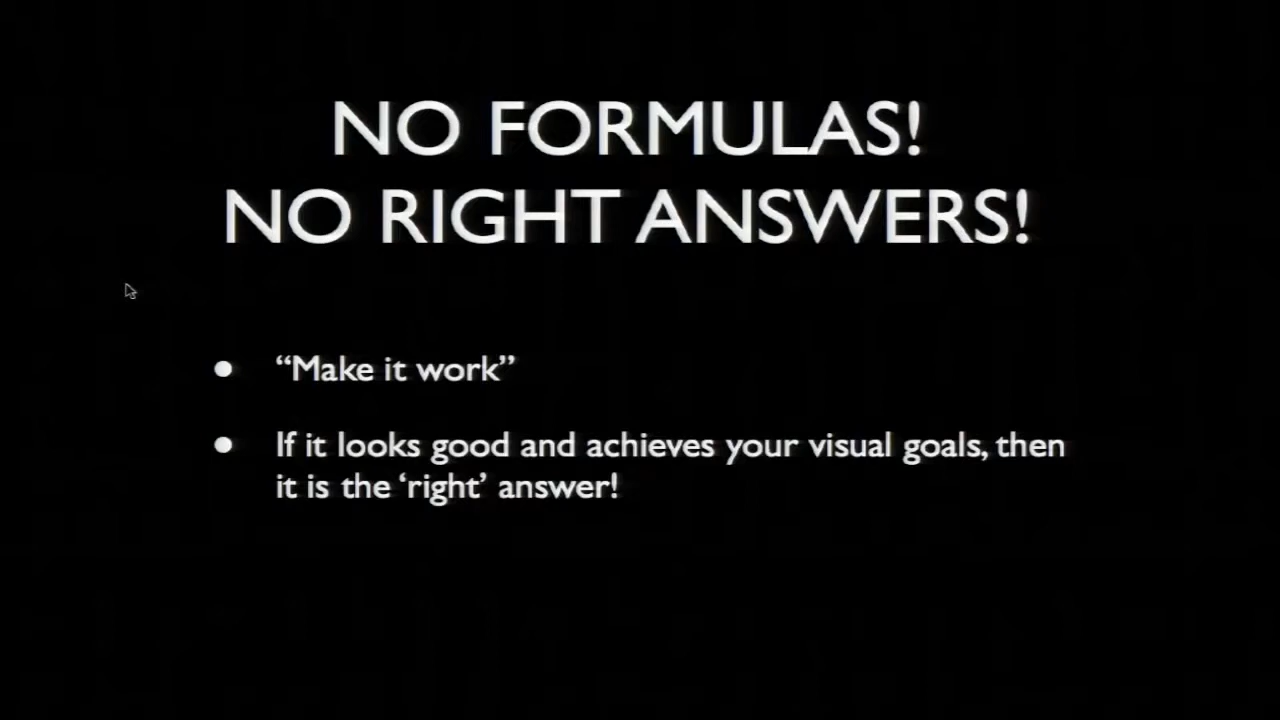 NO FORMULAS!
NO RIGHT ANSWERS!
● “Make it work”
● If it looks good and achieves your visual goals, then
it is the ‘right’ answer!